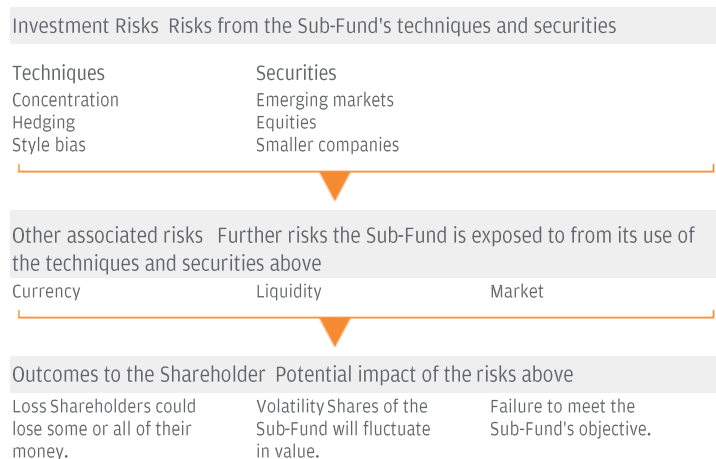 Investment Risks Risks from the Sub-Fund's techniques and securities
Techniques
Concentration
Hedging
Style bias
Securities
Emerging markets
Equities
Smaller companies
Other associated risks Further risks the Sub-Fund is exposed to from its use of
the techniques and securities above
Currency
Liquidity
Market
Outcomes to the Shareholder Potential impact of the risks above
Loss Shareholders could
lose some or all of their
money.
Volatility Shares of the
Sub-Fund will fluctuate
in value.
Failure to meet the
Sub-Fund's objective.